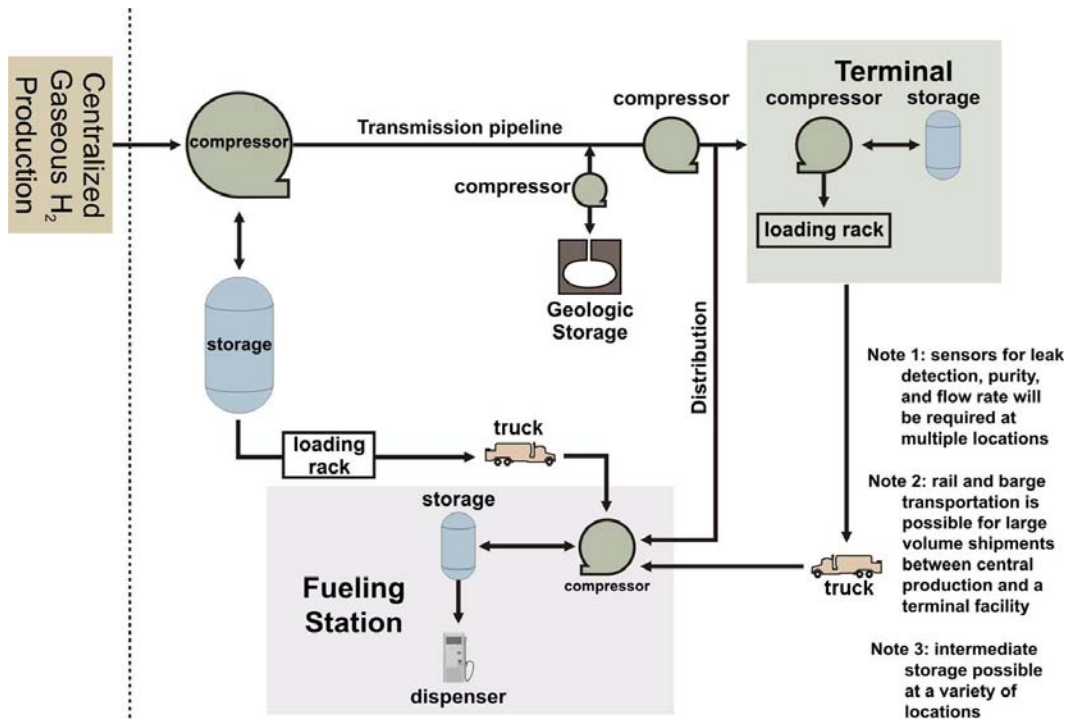 Centralized
Gaseous H2
Production
compressor
Transmission pipeline
compressor
compressor
Geologic
Storage
Terminal
compressor
storage
loading rack
storage
Distribution
loading
rack
truck
Note 1: sensors for leak
detection, purity,
and flow rate will
be required at
multiple locations
Note 2: rail and barge
transportation is
possible for large
volume shipments
between central
production and a
terminal facility
Note 3: intermediate
storage possible
at a variety of
locations
truck
storage
compressor
Fueling
Station
dispenser